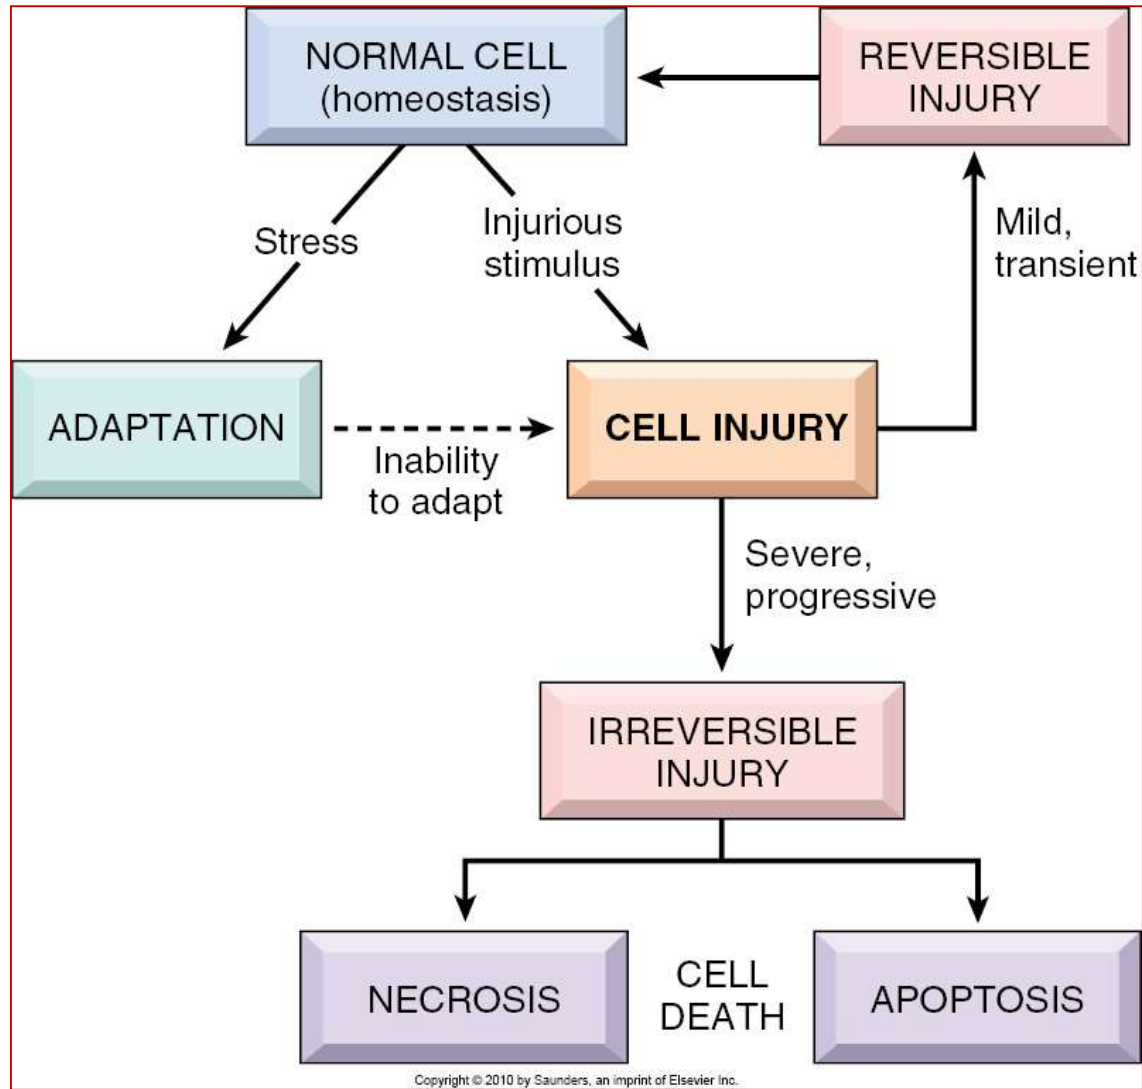 NORMAL CELL
(homeostasis)
REVERSIBLE
INJURY
Stress
Injurious
stimulus
Mild,
transient
ADAPTATION
Inability
to adapt
CELL INJURY
Severe,
progressive
IRREVERSIBLE
INJURY
NECROSIS
CELL
DEATH
APOPTOSIS
Copyright © 2010 by Saunders, an imprint of Elsevier Inc.